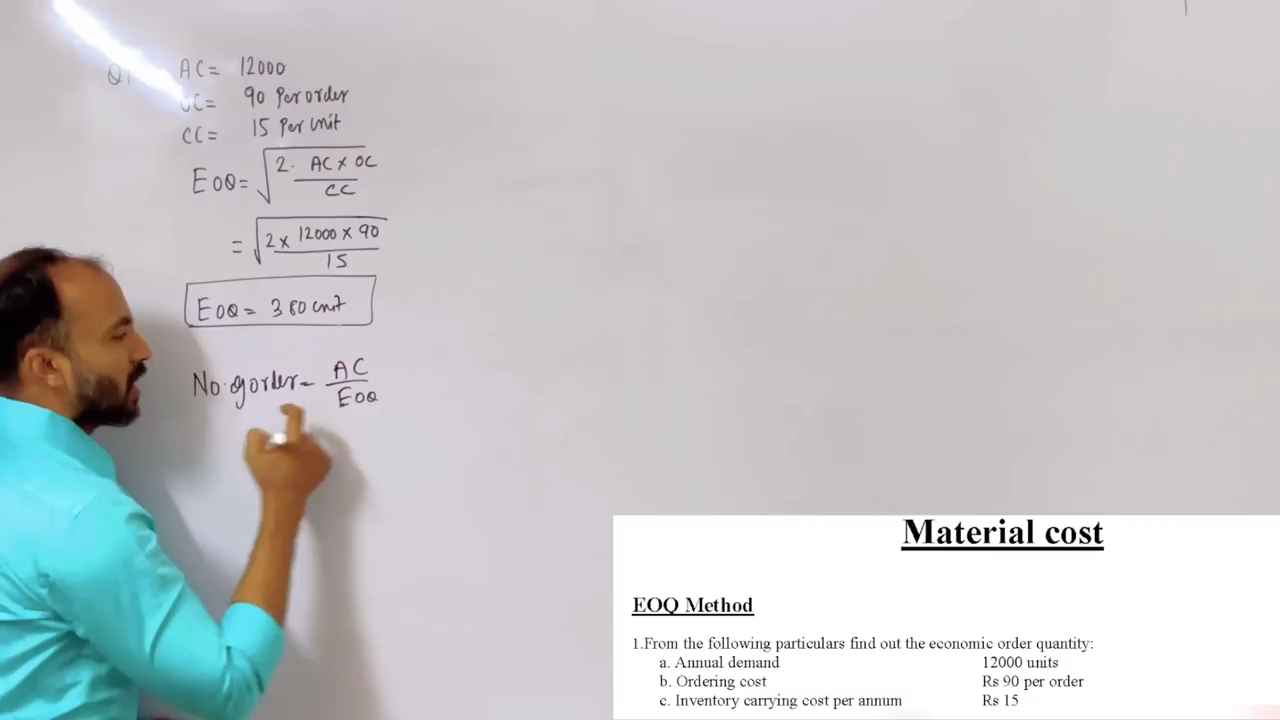 Q1 AC= 12000
OC= 90 Per order
CC= 15 Per unit
EOQ= √2. AC × OC
CC
= √2 × 12000 × 90
15
EOQ= 380 unit
No. of order= AC
EOQ
Material cost
EOQ Method
1.From the following particulars find out the economic order quantity:
a. Annual demand 12000 units
b. Ordering cost Rs 90 per order
c. Inventory carrying cost per annum Rs 15